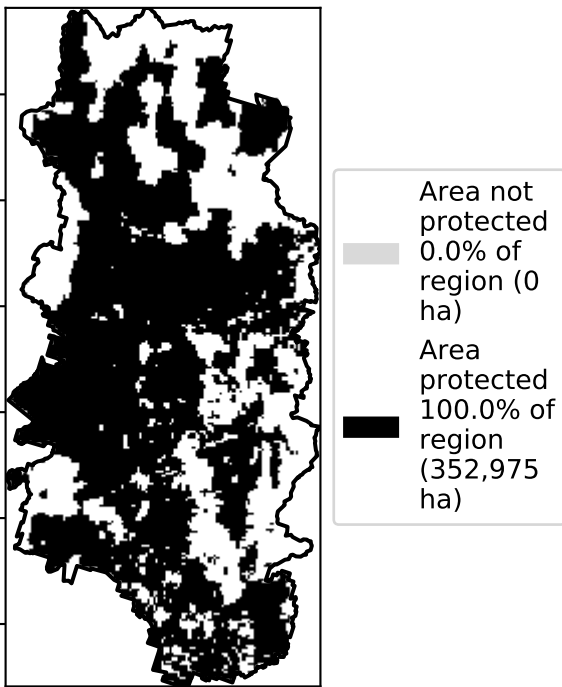 Area not
protected
0.0% of
region (0
ha)
Area
protected
100.0% of
region
(352,975
ha)